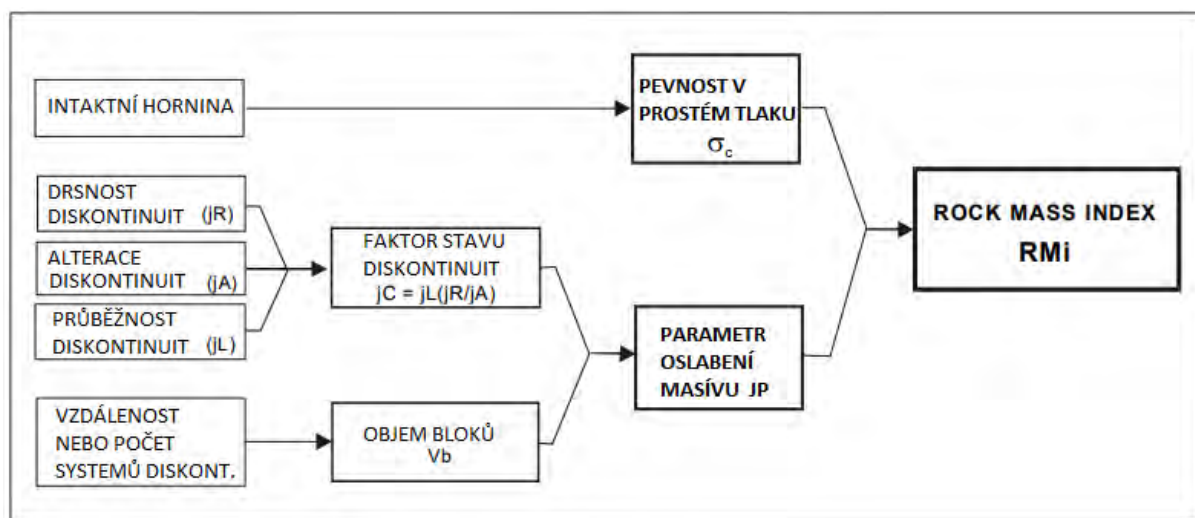 INTAKTNÍ HORNINA
PEVNOST V
PROSTÉM TLAKU
σc
DRSNOST
DISKONTINUIT (jR)
ALTERACE
DISKONTINUIT (jA)
PRŮBĚŽNOST
DISKONTINUIT (jL)
FAKTOR STAVU
DISKONTINUIT
jC = jL(jR/jA)
ROCK MASS INDEX
RMi
PARAMETR
OSLABENÍ
MASÍVU JP
VZDÁLENOST
NEBO POČET
SYSTEMŮ DISKONT.
OBJEM BLOKŮ
Vb